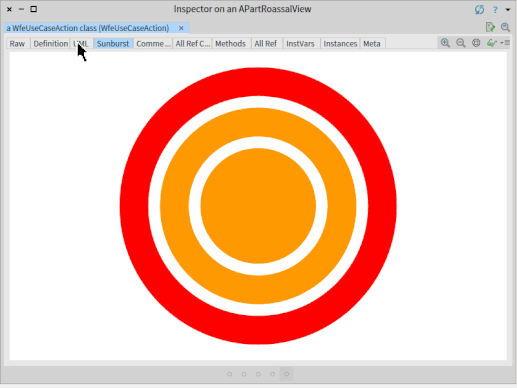 Inspector on an APartRoassalView
?
a WfeUseCaseAction class (WfeUseCaseAction) ×
Raw Definition UML Sunburst Comme ... All Ref C... Methods All Ref InstVars Instances Meta